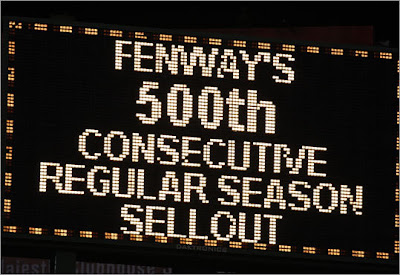 FENWAY'S
500th
CONSECUTIVE
REGULAR SEASON
SELLOUT